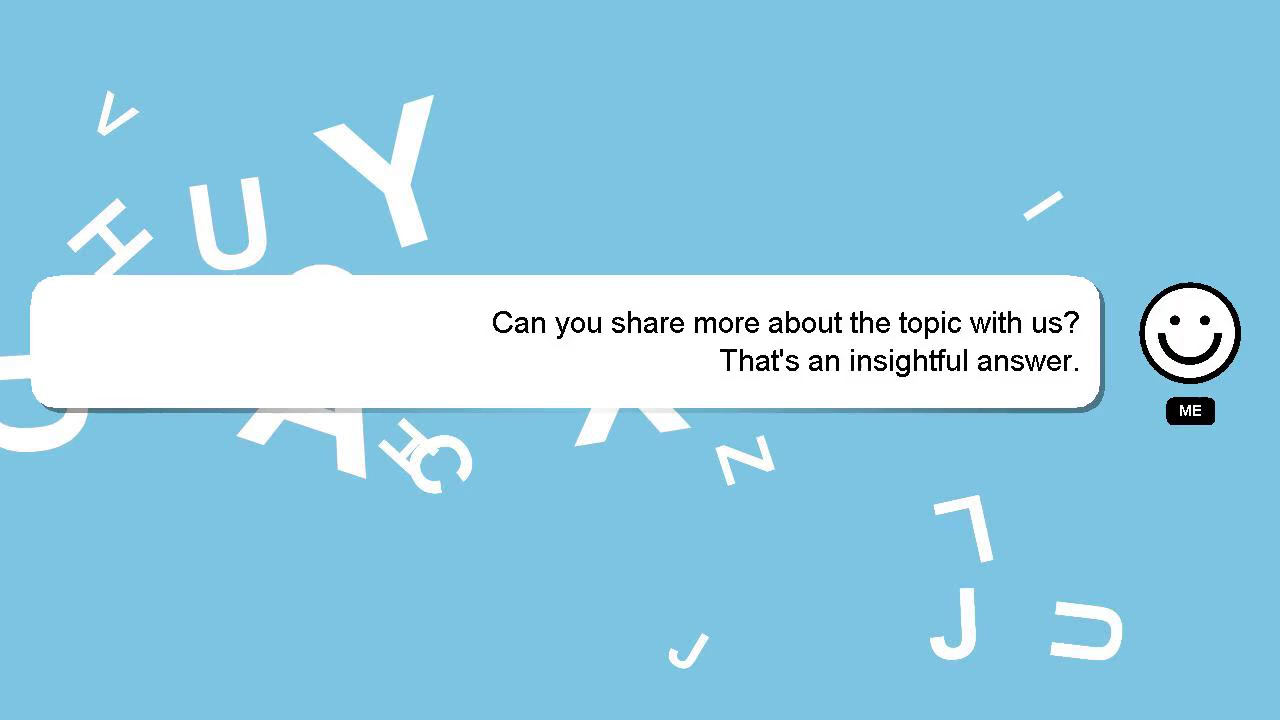 V
Y
U
H
I
Can you share more about the topic with us?
That's an insightful answer.
ME
A
X
H
C
N
L
J
U
J